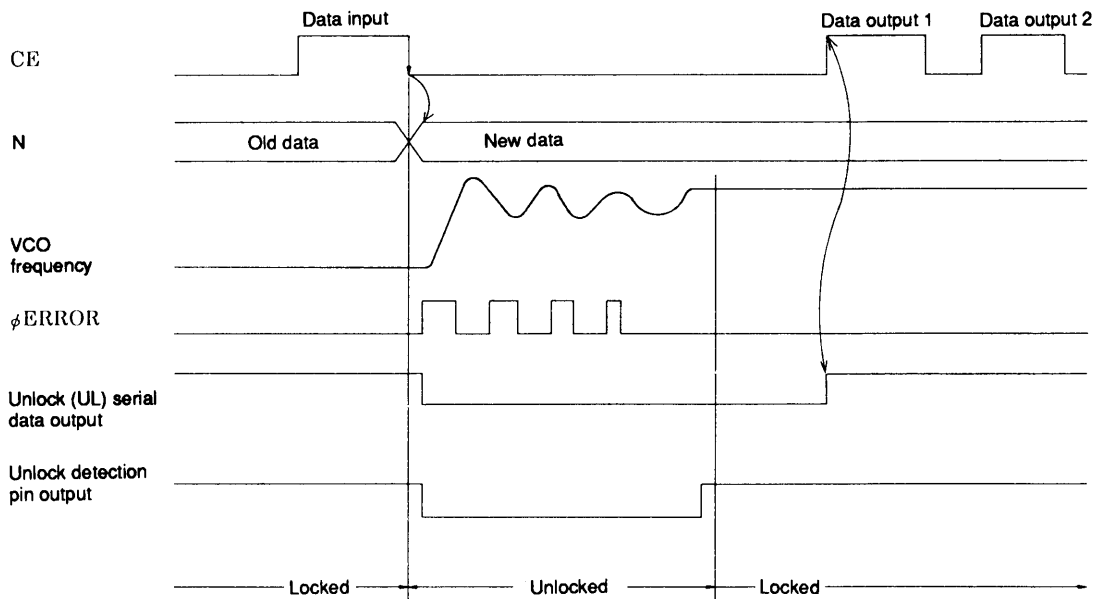 Data input
Data output 1
Data output 2
CE
N
Old data
New data
VCO
frequency
φERROR
Unlock (UL) serial
data output
Unlock detection
pin output
Locked
Unlocked
Locked